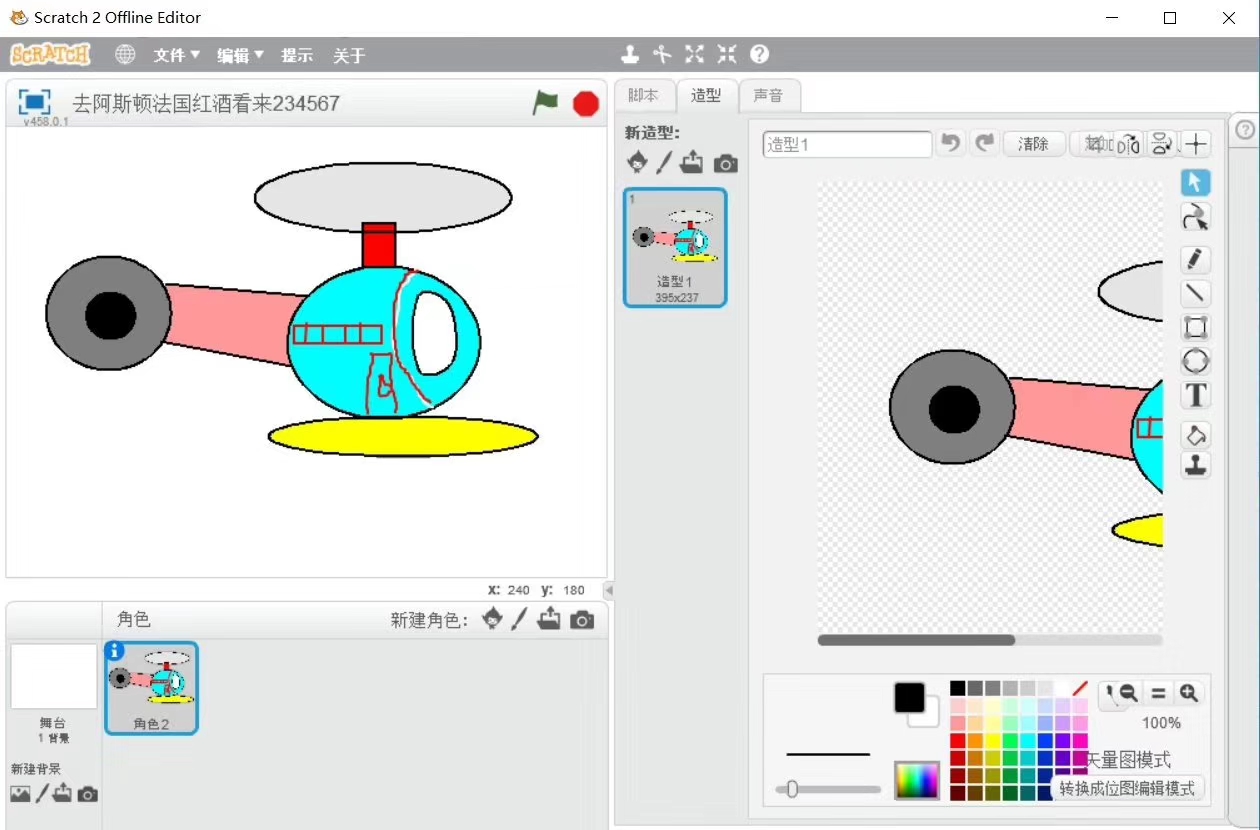 Scratch 2 Offline Editor
SCRATCH 文件 编辑 提示 关于
去阿斯顿法国红酒看来234567
v458.0.1
脚本 造型 声音
新造型:
造型1
清除
1
造型1
395x237
T
x: 240 y: 180
角色
新建角色:
角色2
舞台
1 背景
新建背景
100%
矢量图模式
转换成位图编辑模式